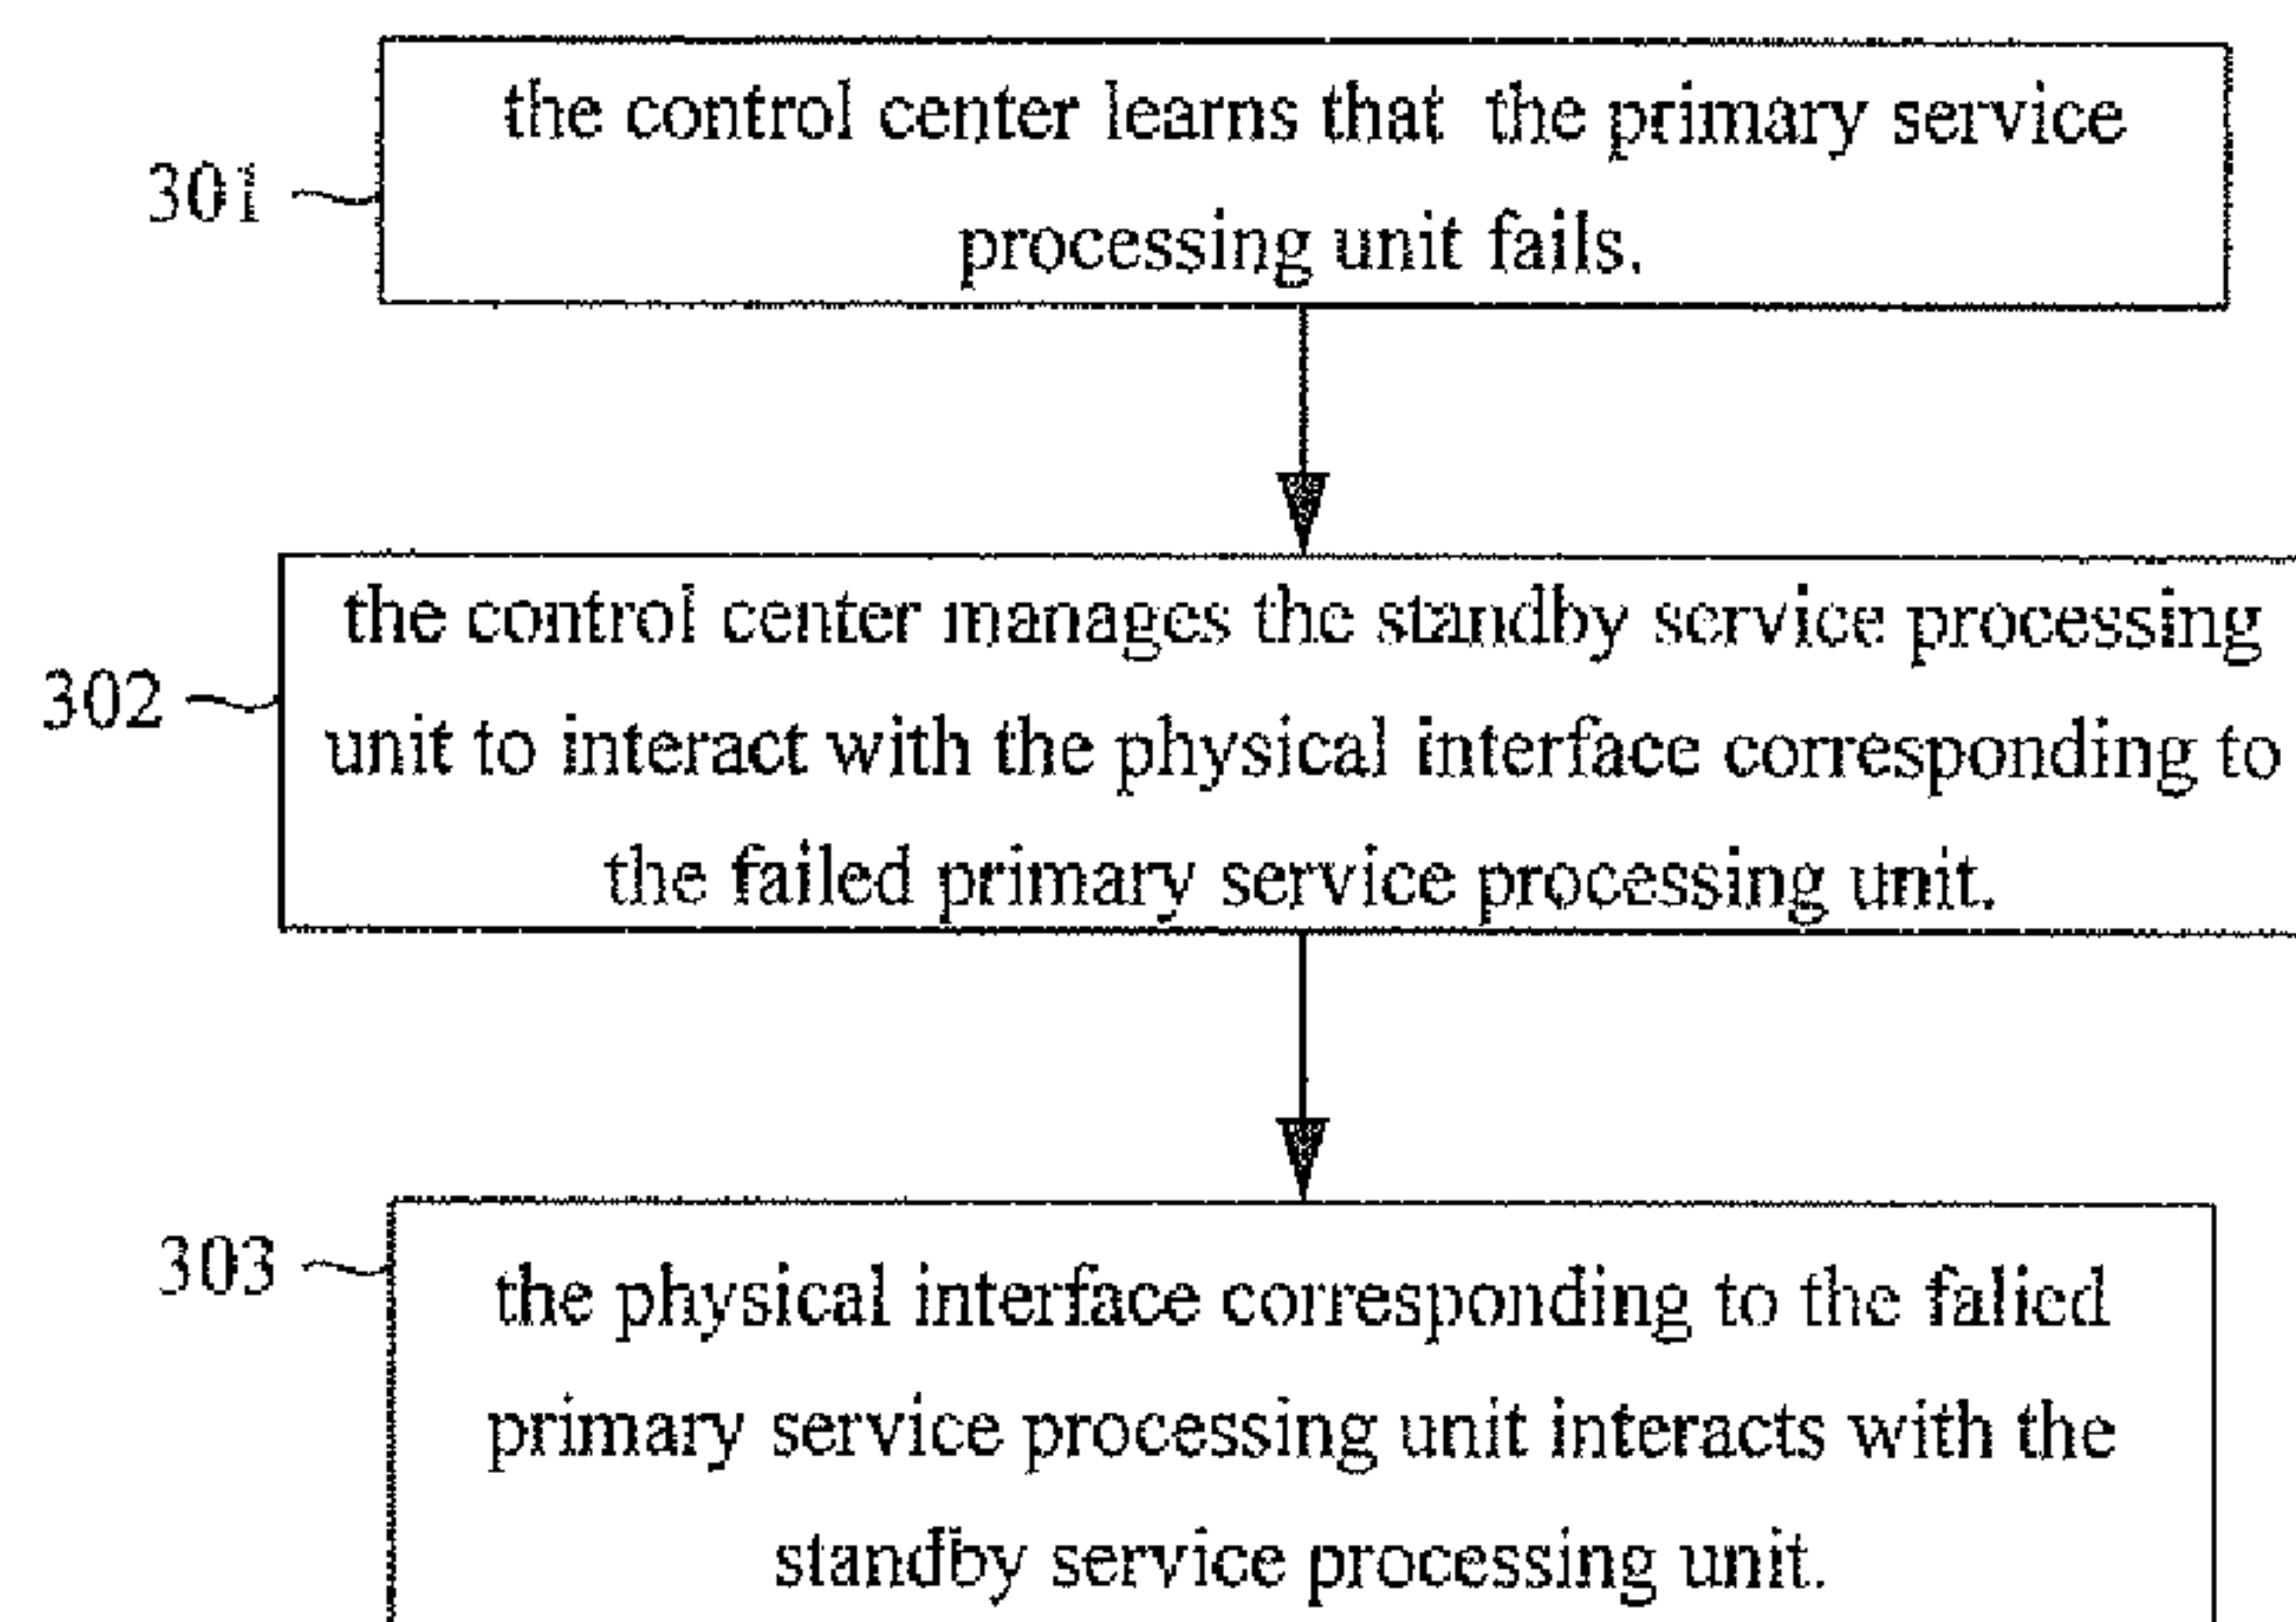 the control center learns that the primary service
301
processing unit fails.
the control center manages the standby service processing
302
unit to interact with the physical interface corresponding to
the failed primary service processing unit.
303
the physical interface corresponding to the falied
primary service processing unit interacts with the
standby service processing unit.